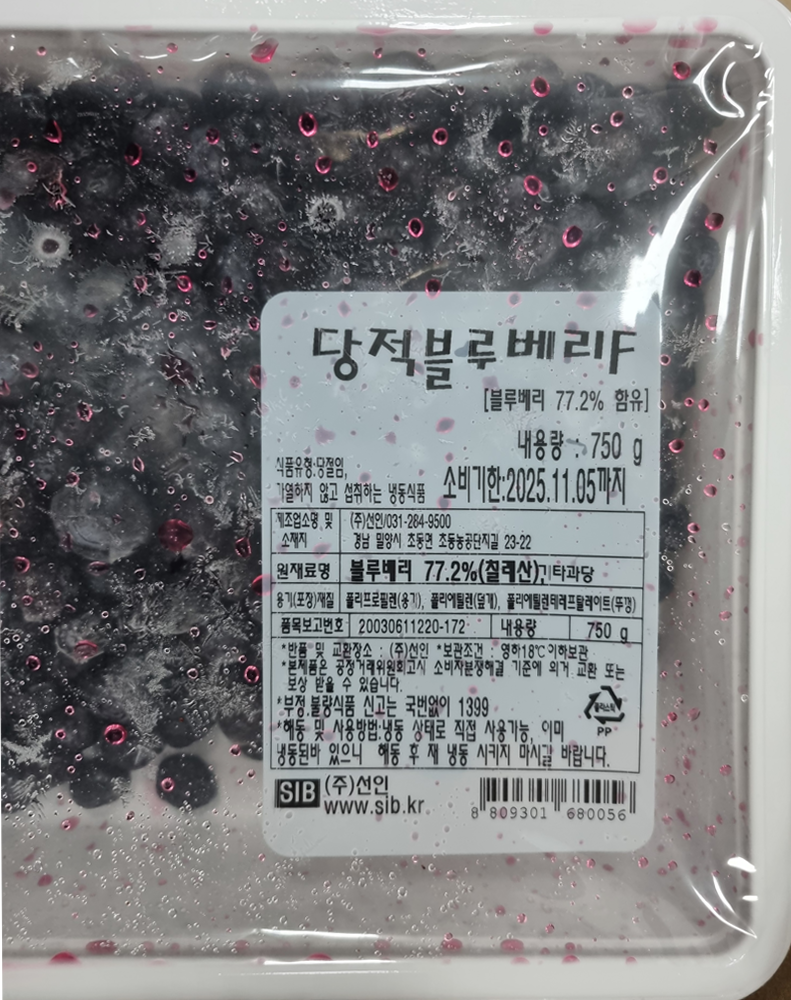 당적블루베리F
[블루베리 77.2% 함유]
내용량 : 750 g
식품유형:당절임,
가열하지 않고 섭취하는 냉동식품
소비기한:2025.11.05까지
제조업소명 및 소재지
(주)선인/031-284-9500
경남 밀양시 초동면 초동농공단지길 23-22
원재료명 블루베리 77.2%(칠레산),기타과당
용기(포장)재질 폴리프로필렌(용기), 폴리에틸렌(덮개), 폴리에틸렌테레프탈레이트(뚜껑)
품목보고번호 20030611220-172 내용량 750 g
*반품 및 교환장소 : (주)선인 *보관조건 : 영하18℃이하보관
*본제품은 공정거래위원회고시 소비자분쟁해결 기준에 의거 교환 또는
보상 받을 수 있습니다.
*부정.불량식품 신고는 국번없이 1399
*해동 및 사용방법:냉동 상태로 직접 사용가능, 이미
냉동된바 있으니 해동 후 재 냉동 시키지 마시길 바랍니다.
플라스틱
PP
SIB (주)선인
www.sib.kr
8 809301 680056